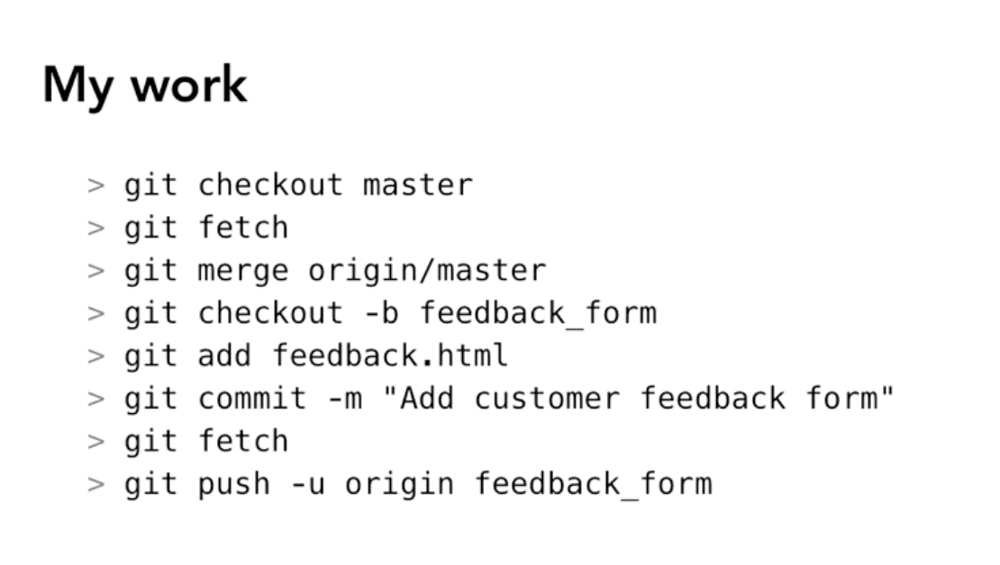 My work
> git checkout master
> git fetch
> git merge origin/master
> git checkout -b feedback_form
> git add feedback.html
> git commit -m "Add customer feedback form"
> git fetch
> git push -u origin feedback_form